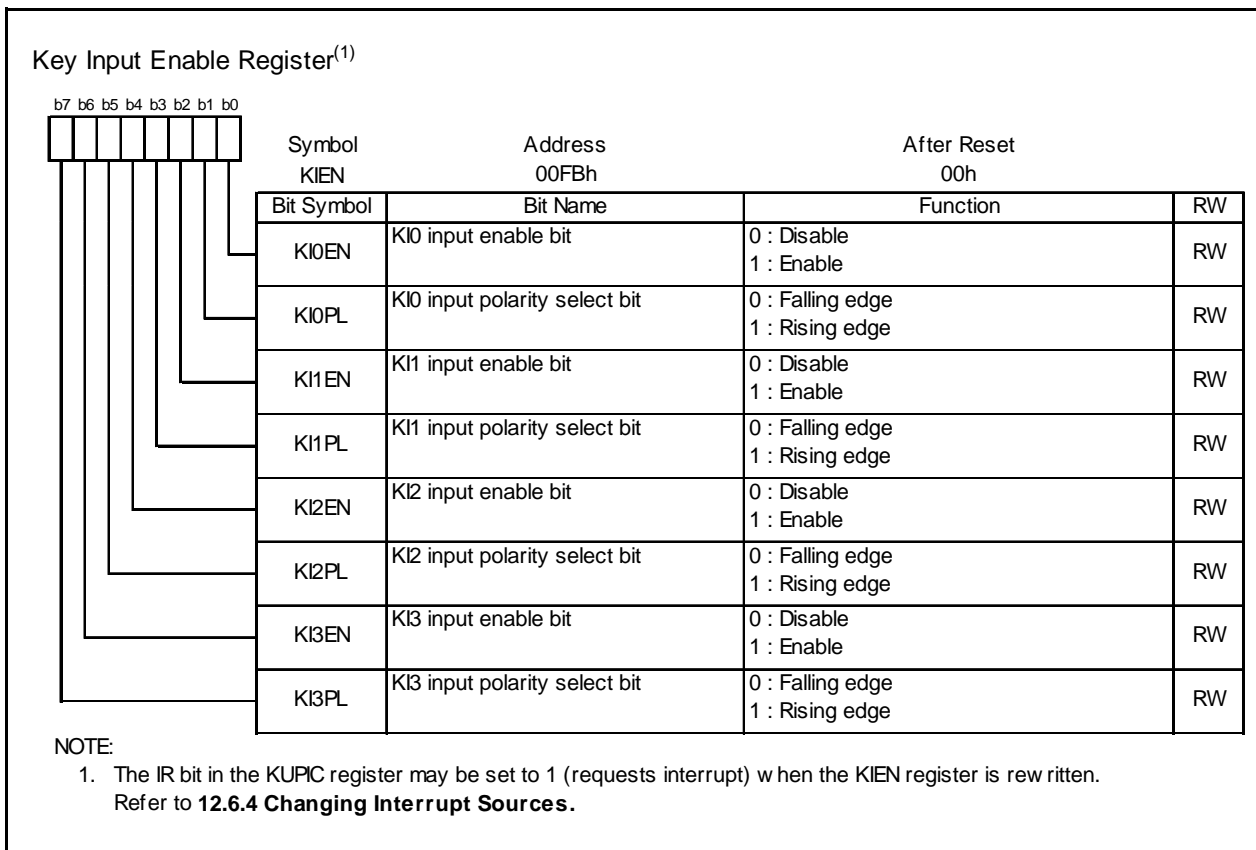 Key Input Enable Register(1)
b7 b6 b5 b4 b3 b2 b1 b0
Symbol Address After Reset
KIEN 00FBh 00h
Bit Symbol Bit Name Function RW
KI0EN KI0 input enable bit 0 : Disable RW
1 : Enable
KI0PL KI0 input polarity select bit 0 : Falling edge RW
1 : Rising edge
KI1EN KI1 input enable bit 0 : Disable RW
1 : Enable
KI1PL KI1 input polarity select bit 0 : Falling edge RW
1 : Rising edge
KI2EN KI2 input enable bit 0 : Disable RW
1 : Enable
KI2PL KI2 input polarity select bit 0 : Falling edge RW
1 : Rising edge
KI3EN KI3 input enable bit 0 : Disable RW
1 : Enable
KI3PL KI3 input polarity select bit 0 : Falling edge RW
1 : Rising edge
NOTE:
1. The IR bit in the KUPIC register may be set to 1 (requests interrupt) when the KIEN register is rewritten.
Refer to 12.6.4 Changing Interrupt Sources.